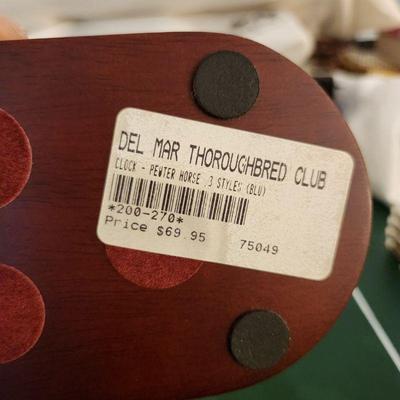 DEL MAR THOROUGHBRED CLUB
CLOCK - PEWTER HORSE 3 STYLES (BLU)
*200-270*
Price $69.95 75049